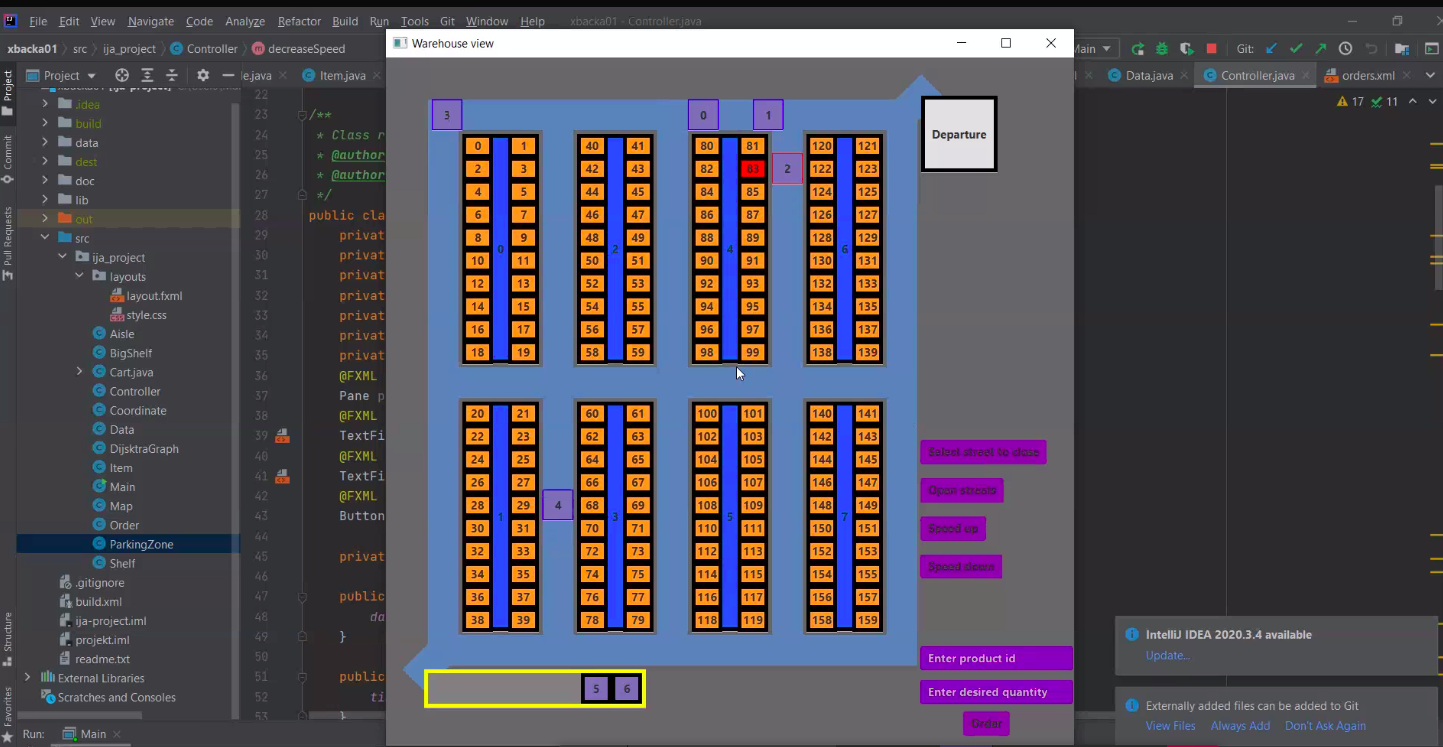 File Edit View Navigate Code Analyze Refactor Build Run Tools Git Window Help xbacka01 - Controller.java
xbacka01 src ija_project Controller decreaseSpeed
Main
Git:
Warehouse view
Project
e.java
Item.java
Data.java
Controller.java
orders.xml
17
11
Project
Commit
Pull Requests
Structure
Favorites
.idea
build
data
dest
doc
lib
out
src
ija_project
layouts
layout.fxml
style.css
Aisle
BigShelf
Cart.java
Controller
Coordinate
Data
DijsktraGraph
Item
Main
Map
Order
ParkingZone
Shelf
.gitignore
build.xml
ija-project.iml
projekt.iml
readme.txt
External Libraries
Scratches and Consoles
Run: Main
22
23 /**
24 * Class r
25 * @author
26 * @author
27 */
28 public cla
29 private
30 private
31 private
32 private
33 private
34 private
35 private
36 @FXML
37 Pane p
38 @FXML
39 TextFi
40 @FXML
41 TextFi
42 @FXML
43 Button
44
45 privat
46
47 public
48 da
49 }
50
51 public
52 ti
53 }
3 0 1
2
4
5 6
0 1 40 41 80 81 120 121
2 3 42 43 82 83 122 123
4 5 44 45 84 85 124 125
6 7 46 47 86 87 126 127
8 9 48 49 88 89 128 129
0 2 4 6
10 11 50 51 90 91 130 131
12 13 52 53 92 93 132 133
14 15 54 55 94 95 134 135
16 17 56 57 96 97 136 137
18 19 58 59 98 99 138 139
20 21 60 61 100 101 140 141
22 23 62 63 102 103 142 143
24 25 64 65 104 105 144 145
26 27 66 67 106 107 146 147
28 29 68 69 108 109 148 149
1 3 5 7
30 31 70 71 110 111 150 151
32 33 72 73 112 113 152 153
34 35 74 75 114 115 154 155
36 37 76 77 116 117 156 157
38 39 78 79 118 119 158 159
Departure
Select street to close
Open streets
Speed up
Speed down
Enter product id
Enter desired quantity
Order
IntelliJ IDEA 2020.3.4 available
Update..
Externally added files can be added to Git
View Files Always Add Don't Ask Again